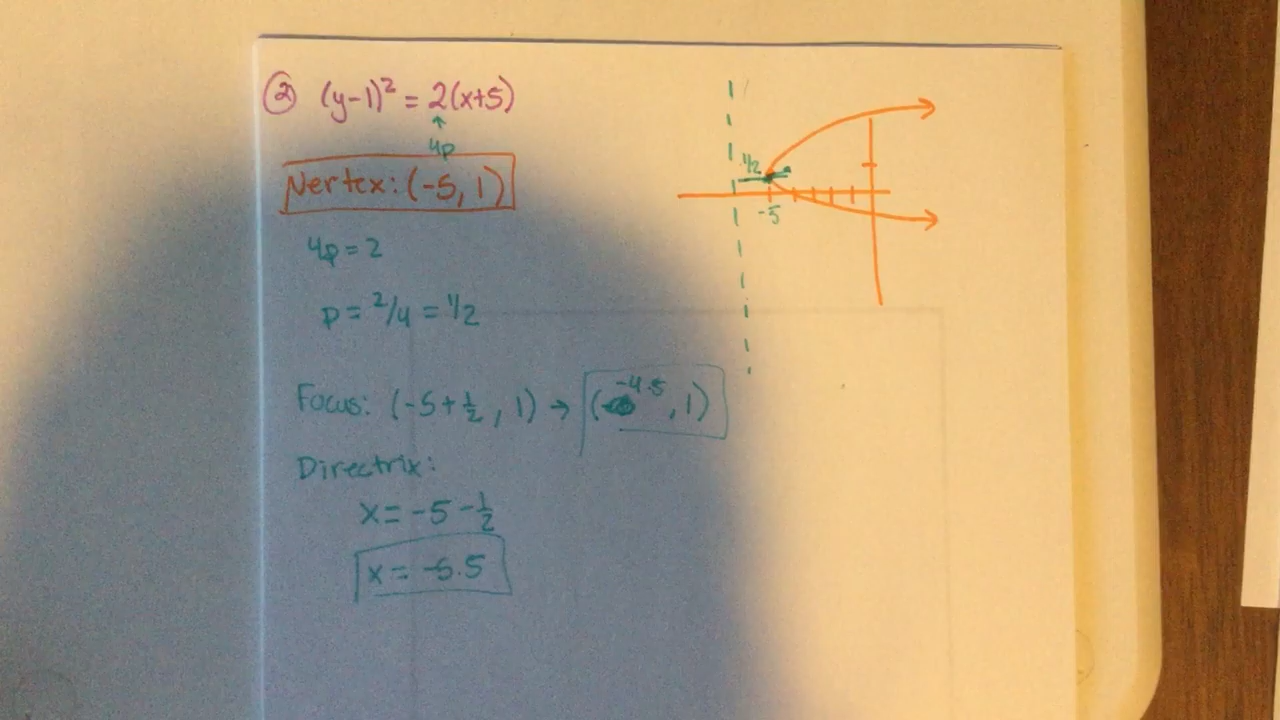 ② (y-1)² = 2(x+5)
↑
4p
Vertex: (-5, 1)
4p = 2
p = 2/4 = 1/2
Focus: (-5 + 1/2, 1) → (-4.5, 1)
Directrix:
x = -5 - 1/2
x = -5.5
1/2
-5